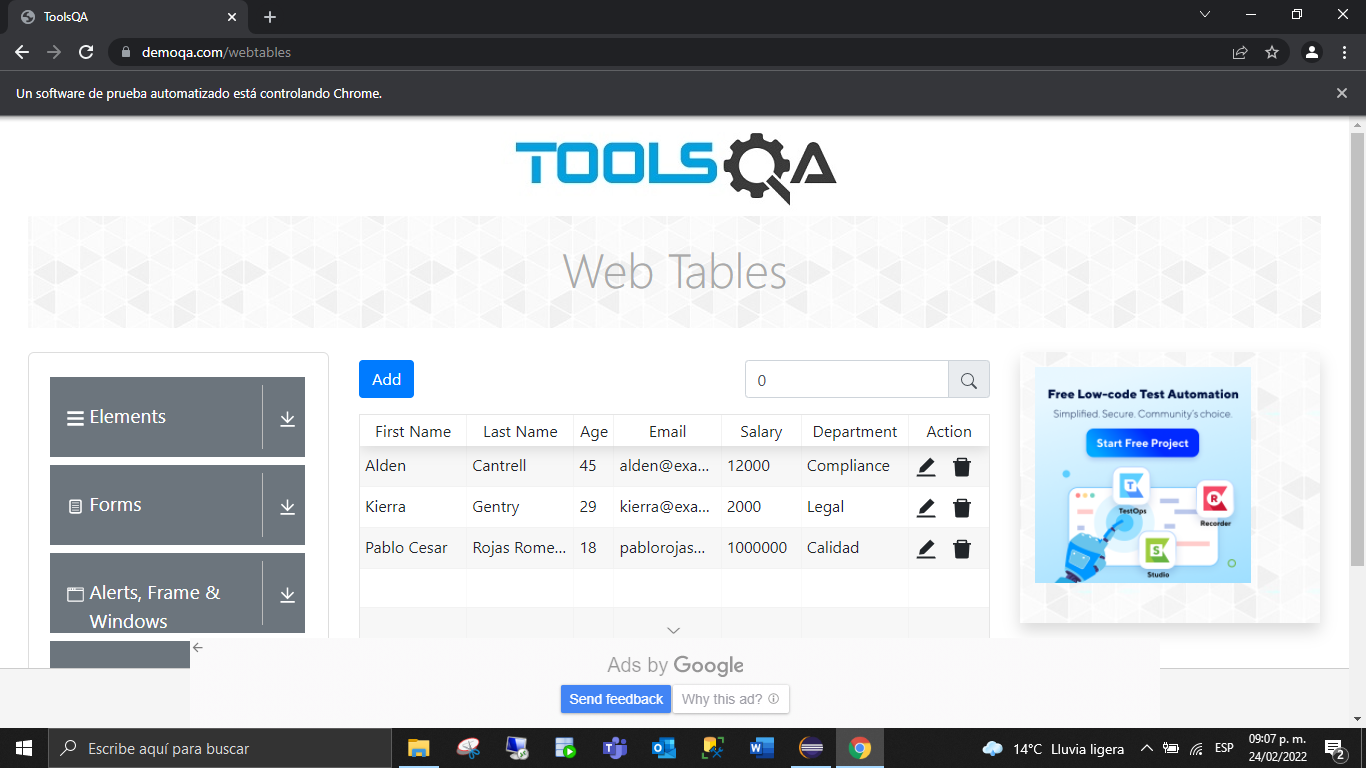 ToolsQA
demoqa.com/webtables
Un software de prueba automatizado está controlando Chrome.
TOOLSQA
Web Tables
Elements
Forms
Alerts, Frame &
Windows
Add
0
First Name Last Name Age Email Salary Department Action
Alden Cantrell 45 alden@exa... 12000 Compliance
Kierra Gentry 29 kierra@exa... 2000 Legal
Pablo Cesar Rojas Rome... 18 pablorojas... 1000000 Calidad
Free Low-code Test Automation
Simplified. Secure. Community's choice.
Start Free Project
TestOps
Recorder
Studio
Ads by Google
Send feedback Why this ad?
Escribe aquí para buscar
14°C Lluvia ligera
ESP
09:07 p. m.
24/02/2022
2